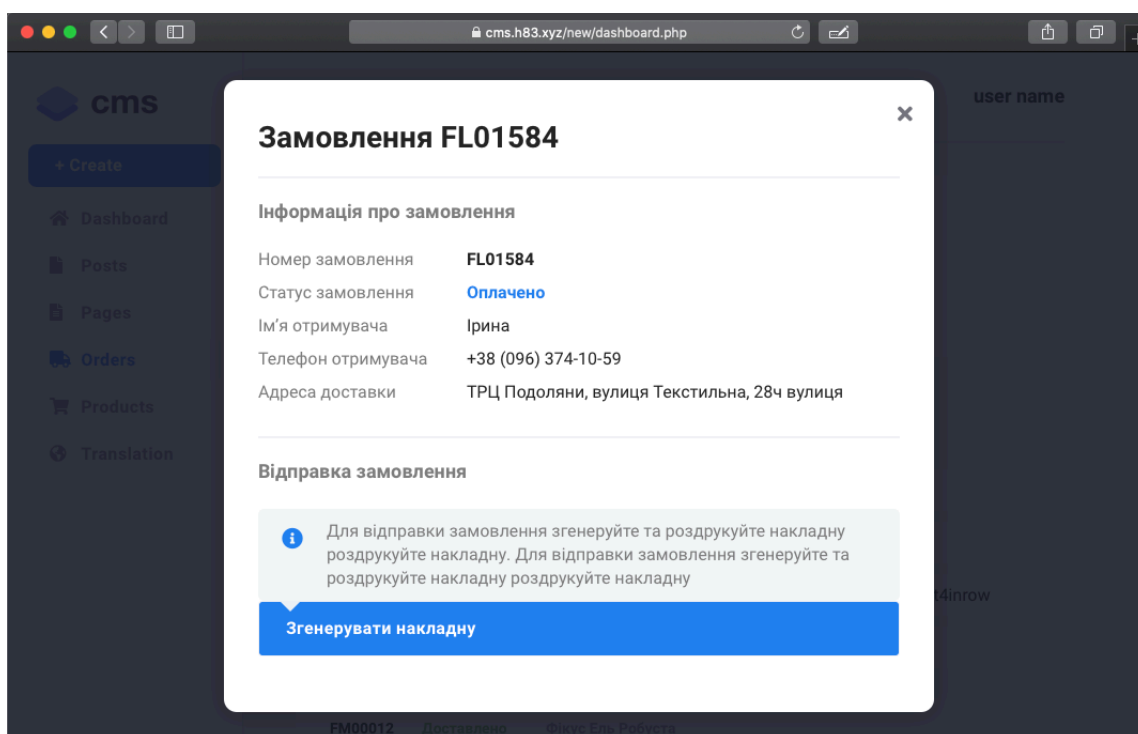 cms.h83.xyz/new/dashboard.php
cms
user name
+ Create
Dashboard
Posts
Pages
Orders
Products
Translation
Замовлення FL01584
Інформація про замовлення
Номер замовлення FL01584
Статус замовлення Оплачено
Ім’я отримувача Ірина
Телефон отримувача +38 (096) 374-10-59
Адреса доставки ТРЦ Подоляни, вулиця Текстильна, 28ч вулиця
Відправка замовлення
Для відправки замовлення згенеруйте та роздрукуйте накладну
роздрукуйте накладну. Для відправки замовлення згенеруйте та
роздрукуйте накладну роздрукуйте накладну
Згенерувати накладну
t4inrow
FM00012 Доставлено Фікус Ель Робуста